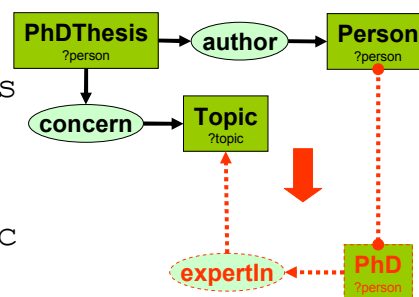 PhDThesis
?person
author
Person
?person
S
concern
Topic
?topic
C
expertIn
PhD
?person